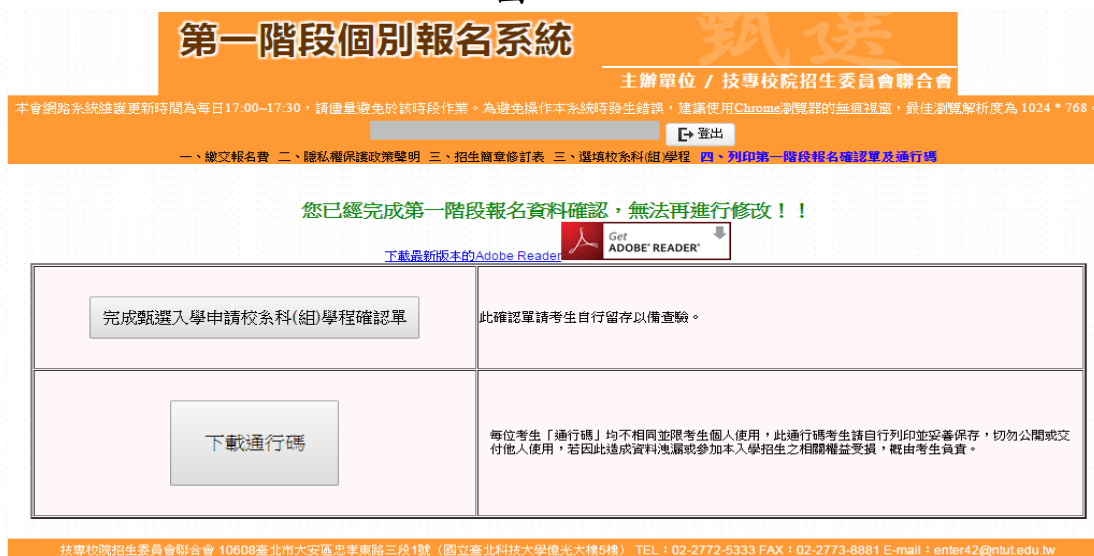 第一階段個別報名系統
甄選
主辦單位 / 技專校院招生委員會聯合會
本會網路系統維護更新時間為每日17:00~17:30，請儘量避免於該時段作業。為避免操作本系統時發生錯誤，建議使用Chrome瀏覽器的無痕視窗，最佳瀏覽解析度為 1024 * 768。
登出
一、繳交報名費 二、隱私權保護政策聲明 三、招生簡章修訂表 三、選填校系科(組)學程 四、列印第一階段報名確認單及通行碼
您已經完成第一階段報名資料確認，無法再進行修改！！
下載最新版本的Adobe Reader
Get
ADOBE® READER®
完成甄選入學申請校系科(組)學程確認單
此確認單請考生自行留存以備查驗。
下載通行碼
每位考生「通行碼」均不相同並限考生個人使用，此通行碼考生請自行列印並妥善保存，切勿公開或交
付他人使用，若因此造成資料洩漏或參加本入學招生之相關權益受損，概由考生負責。
技專校院招生委員會聯合會 10608臺北市大安區忠孝東路三段1號（國立臺北科技大學億光大樓5樓） TEL：02-2772-5333 FAX：02-2773-8881 E-mail：enter42@ntut.edu.tw